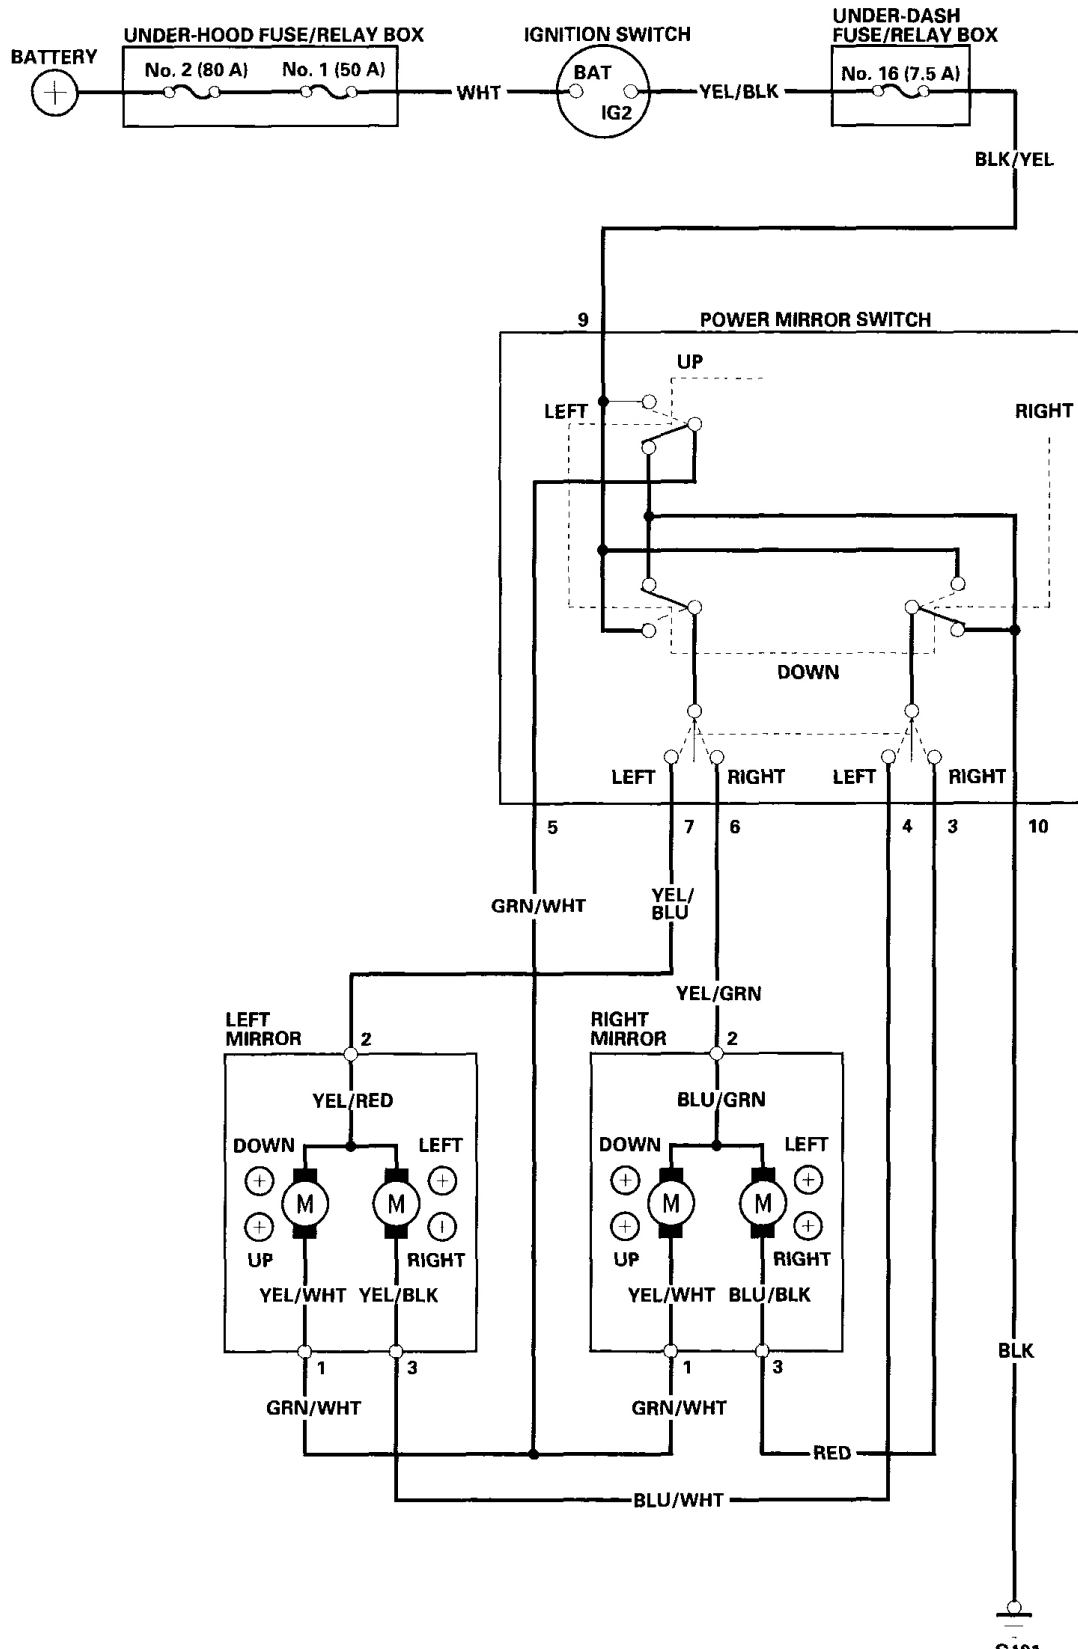 UNDER-DASH
UNDER-HOOD FUSE/RELAY BOX
IGNITION SWITCH
FUSE/RELAY BOX
BATTERY
No. 2 (80 A)
No. 1 (50 A)
BAT
No. 16 (7.5 A)
WHT
YEL/BLK
IG2
BLK/YEL
9
POWER MIRROR SWITCH
UP
LEFT
RIGHT
DOWN
LEFT
RIGHT
LEFT
RIGHT
5
7
6
4
3
10
YEL/
BLU
GRN/WHT
YEL/GRN
LEFT
MIRROR
2
RIGHT
MIRROR
2
YEL/RED
BLU/GRN
DOWN
LEFT
DOWN
LEFT
M
M
M
M
UP
RIGHT
UP
RIGHT
YEL/WHT
YEL/BLK
YEL/WHT
BLU/BLK
1
3
1
3
BLK
GRN/WHT
GRN/WHT
RED
BLU/WHT